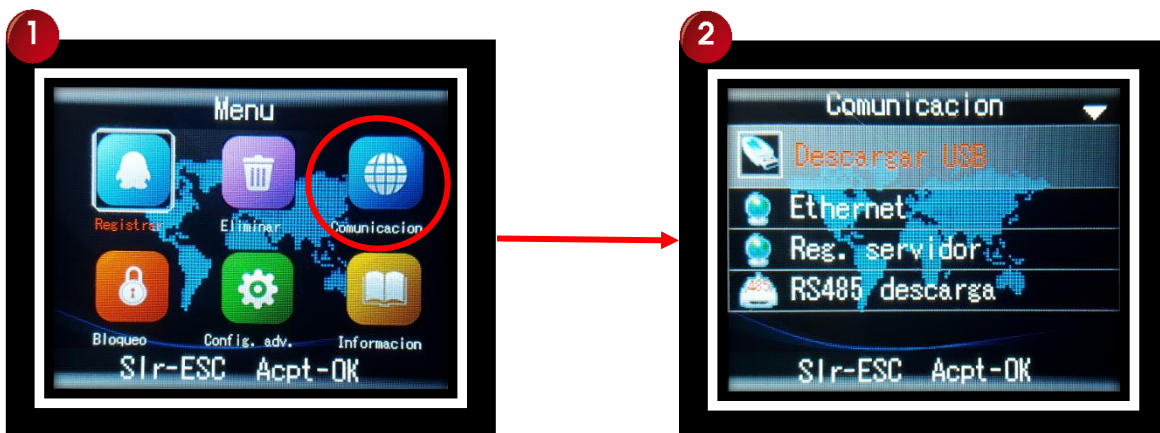 1
Menu
Registrar
Eliminar
Comunicacion
Bloqueo
Config. adv.
Informacion
Slr-ESC Acpt-OK
2
Comunicacion
Descargar USB
Ethernet
Reg. servidor
485
RS485 descarga
Slr-ESC Acpt-OK